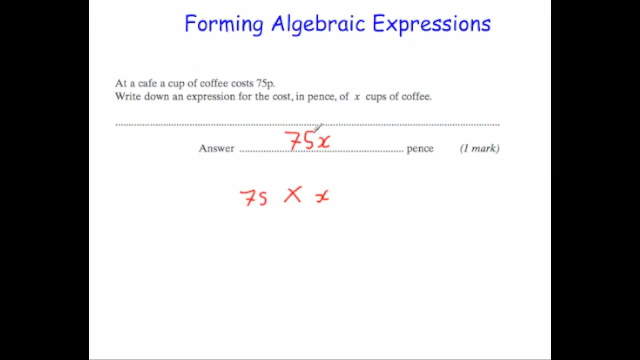 Forming Algebraic Expressions
At a cafe a cup of coffee costs 75p.
Write down an expression for the cost, in pence, of x cups of coffee.
Answer 75x pence (1 mark)
75 × x